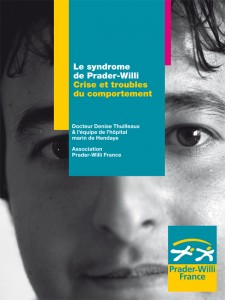 Le syndrome
de Prader-Willi
Crise et troubles
du comportement
Docteur Denise Thuilleaux
& l'équipe de l'hôpital
marin de Hendaye
Association
Prader-Willi France
Prader-Willi
France